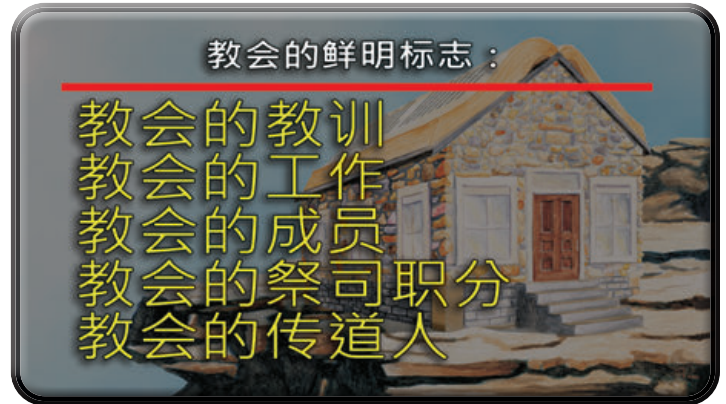 教会的鲜明标志：
教会的教训
教会的工作
教会的成员
教会的祭司职分
教会的传道人